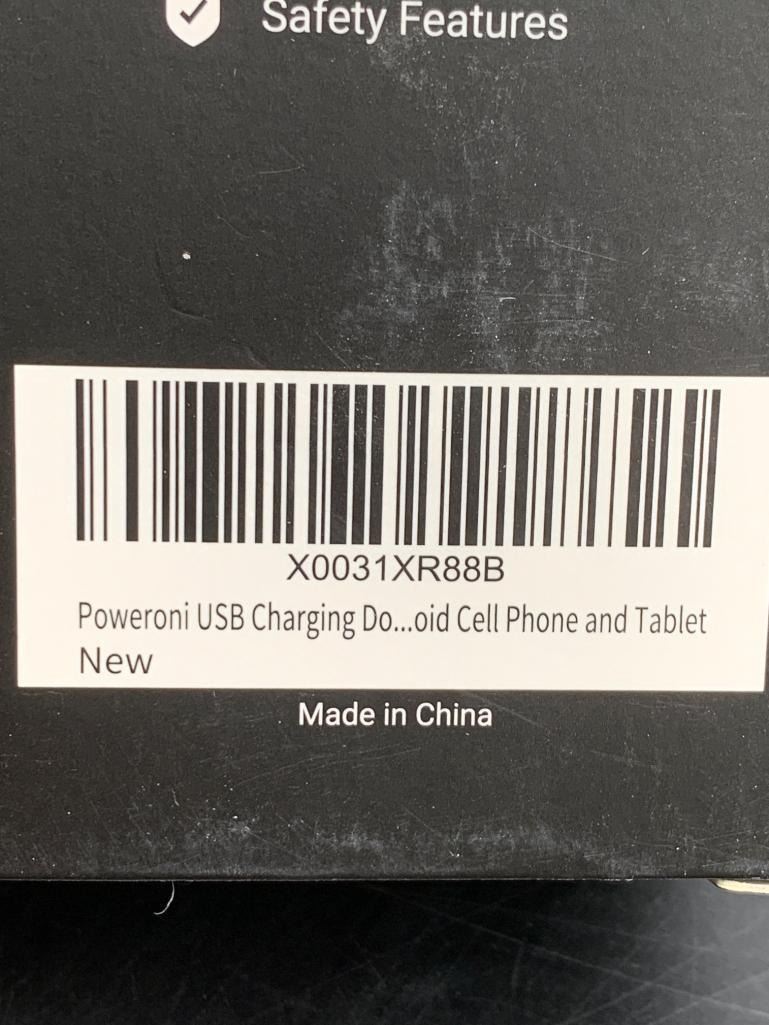 Safety Features
X0031XR88B
Poweroni USB Charging Do...oid Cell Phone and Tablet
New
Made in China